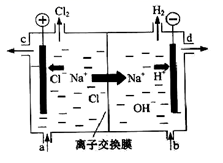 ⊕ Cl₂ H₂ ⊖
c d
Cl⁻ Na⁺ Na⁺ H⁺
Cl⁻ OH⁻
a b
离子交换膜